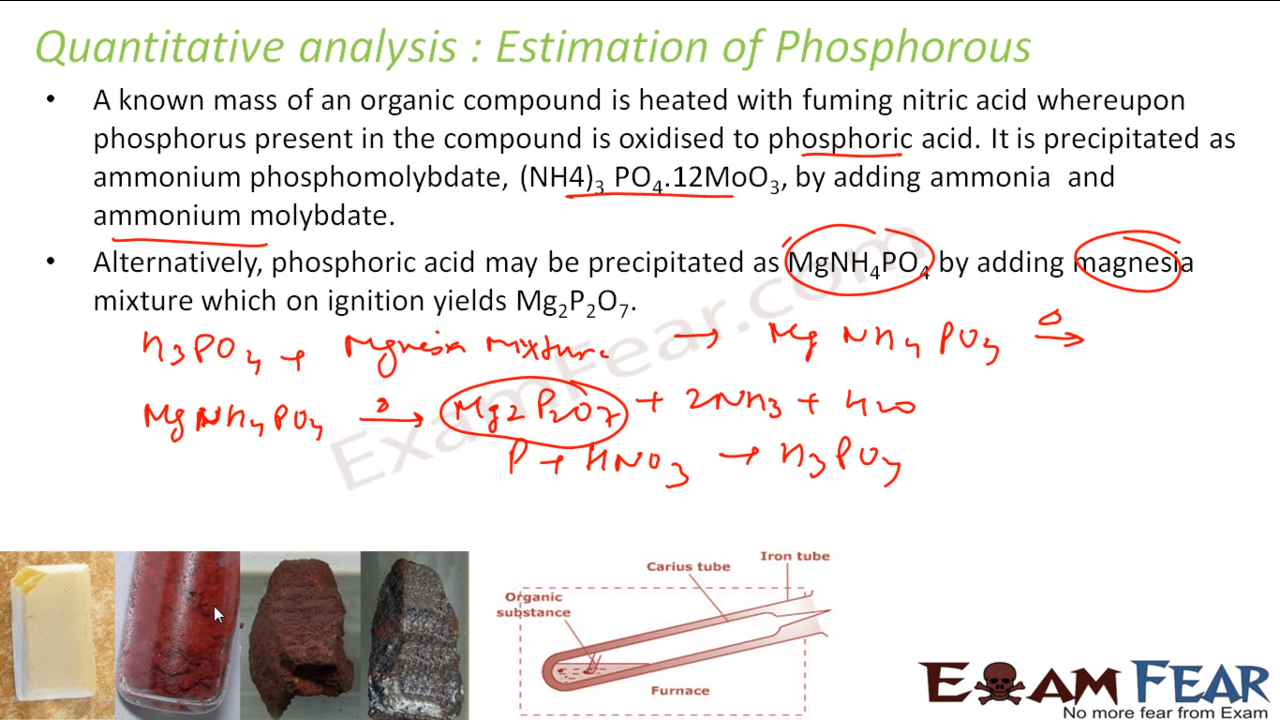 Quantitative analysis : Estimation of Phosphorous
• A known mass of an organic compound is heated with fuming nitric acid whereupon
phosphorus present in the compound is oxidised to phosphoric acid. It is precipitated as
ammonium phosphomolybdate, (NH4)₃ PO₄.12MoO₃, by adding ammonia and
ammonium molybdate.
• Alternatively, phosphoric acid may be precipitated as MgNH₄PO₄ by adding magnesia
mixture which on ignition yields Mg₂P₂O₇.
H₃PO₄ + Mgnesia mixture → Mg NH₄ PO₄ Δ→
MgNH₄PO₄ Δ→ Mg2P2O7 + 2NH3 + H2O
P + HNO₃ → H₃PO₄
ExamFear.com
Iron tube
Carius tube
Organic
substance
Furnace
EXAM FEAR
No more fear from Exam